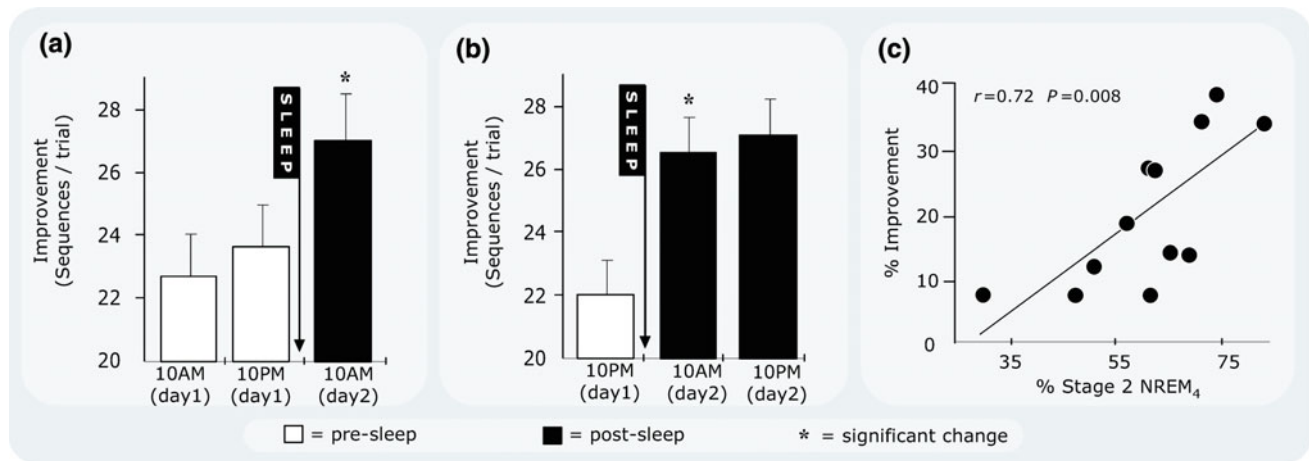 (a)
Improvement
(Sequences / trial)
28
26
24
22
20
SLEEP
*
10AM
(day1)
10PM
(day1)
10AM
(day2)
(b)
Improvement
(Sequences / trial)
28
26
24
22
20
SLEEP
*
10PM
(day1)
10AM
(day2)
10PM
(day2)
(c)
% Improvement
40
30
20
10
0
r=0.72 P=0.008
35 55 75
% Stage 2 NREM₄
= pre-sleep
= post-sleep
* = significant change